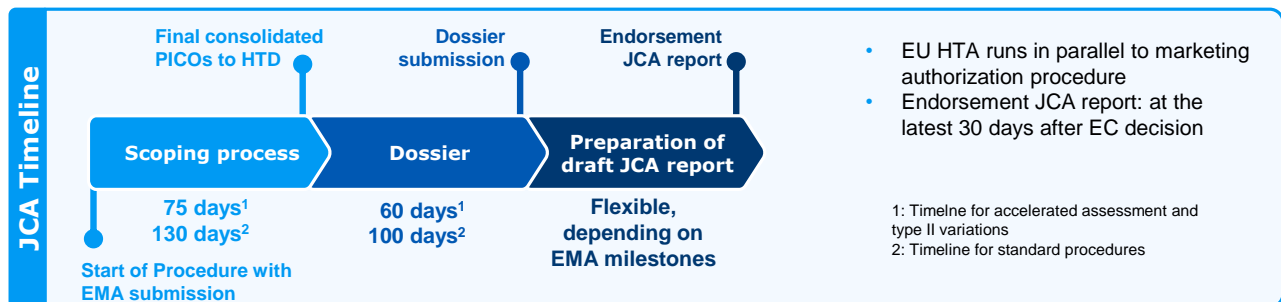 JCA Timeline
Final consolidated
PICOs to HTD
Dossier
submission
Endorsement
JCA report
Scoping process
Dossier
Preparation of
draft JCA report
75 days¹
130 days²
60 days¹
100 days²
Flexible,
depending on
EMA milestones
Start of Procedure with
EMA submission
• EU HTA runs in parallel to marketing
authorization procedure
• Endorsement JCA report: at the
latest 30 days after EC decision
1: Timelne for accelerated assessment and
type II variations
2: Timeline for standard procedures